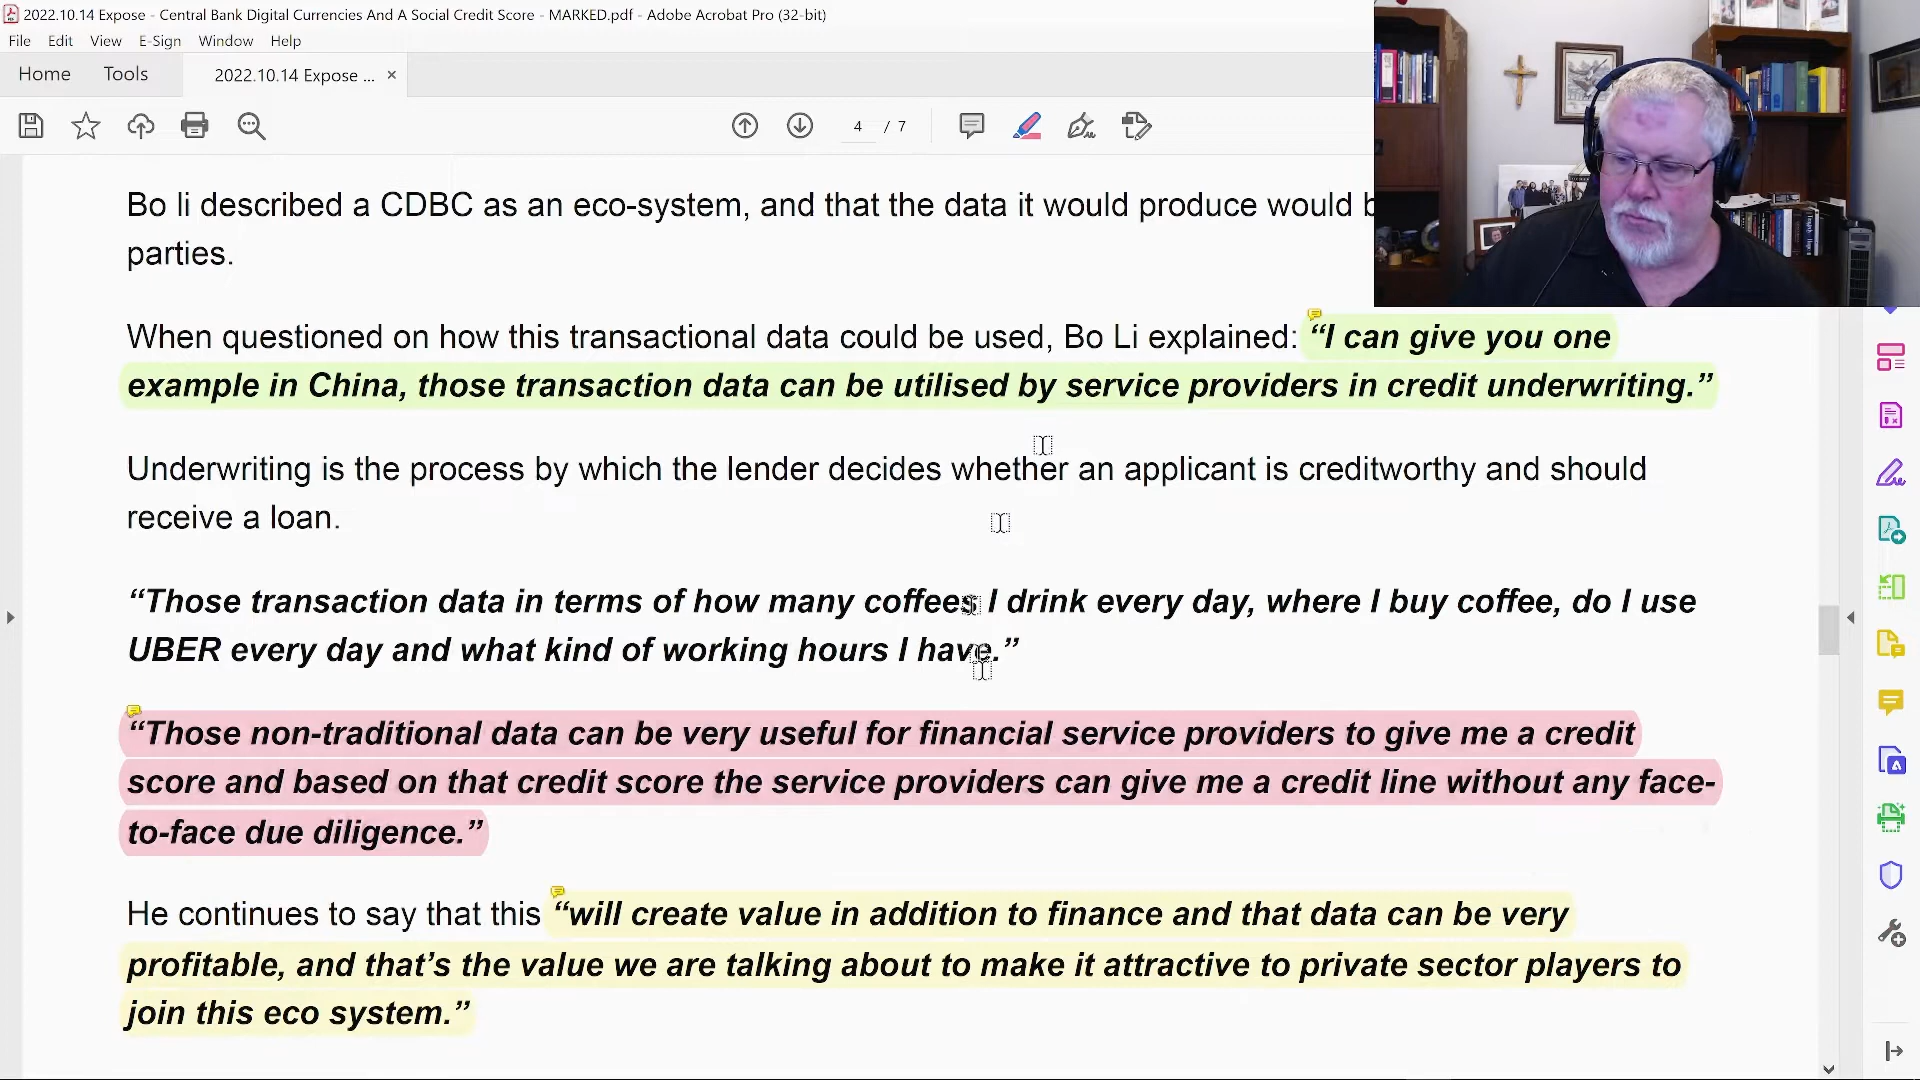 2022.10.14 Expose - Central Bank Digital Currencies And A Social Credit Score - MARKED.pdf - Adobe Acrobat Pro (32-bit)
File Edit View E-Sign Window Help
Home Tools 2022.10.14 Expose ... ×
4 / 7
Bo li described a CDBC as an eco-system, and that the data it would produce would
parties.
When questioned on how this transactional data could be used, Bo Li explained: “I can give you one
example in China, those transaction data can be utilised by service providers in credit underwriting.”
Underwriting is the process by which the lender decides whether an applicant is creditworthy and should
receive a loan.
“Those transaction data in terms of how many coffees I drink every day, where I buy coffee, do I use
UBER every day and what kind of working hours I have.”
“Those non-traditional data can be very useful for financial service providers to give me a credit
score and based on that credit score the service providers can give me a credit line without any face-
to-face due diligence.”
He continues to say that this “will create value in addition to finance and that data can be very
profitable, and that’s the value we are talking about to make it attractive to private sector players to
join this eco system.”